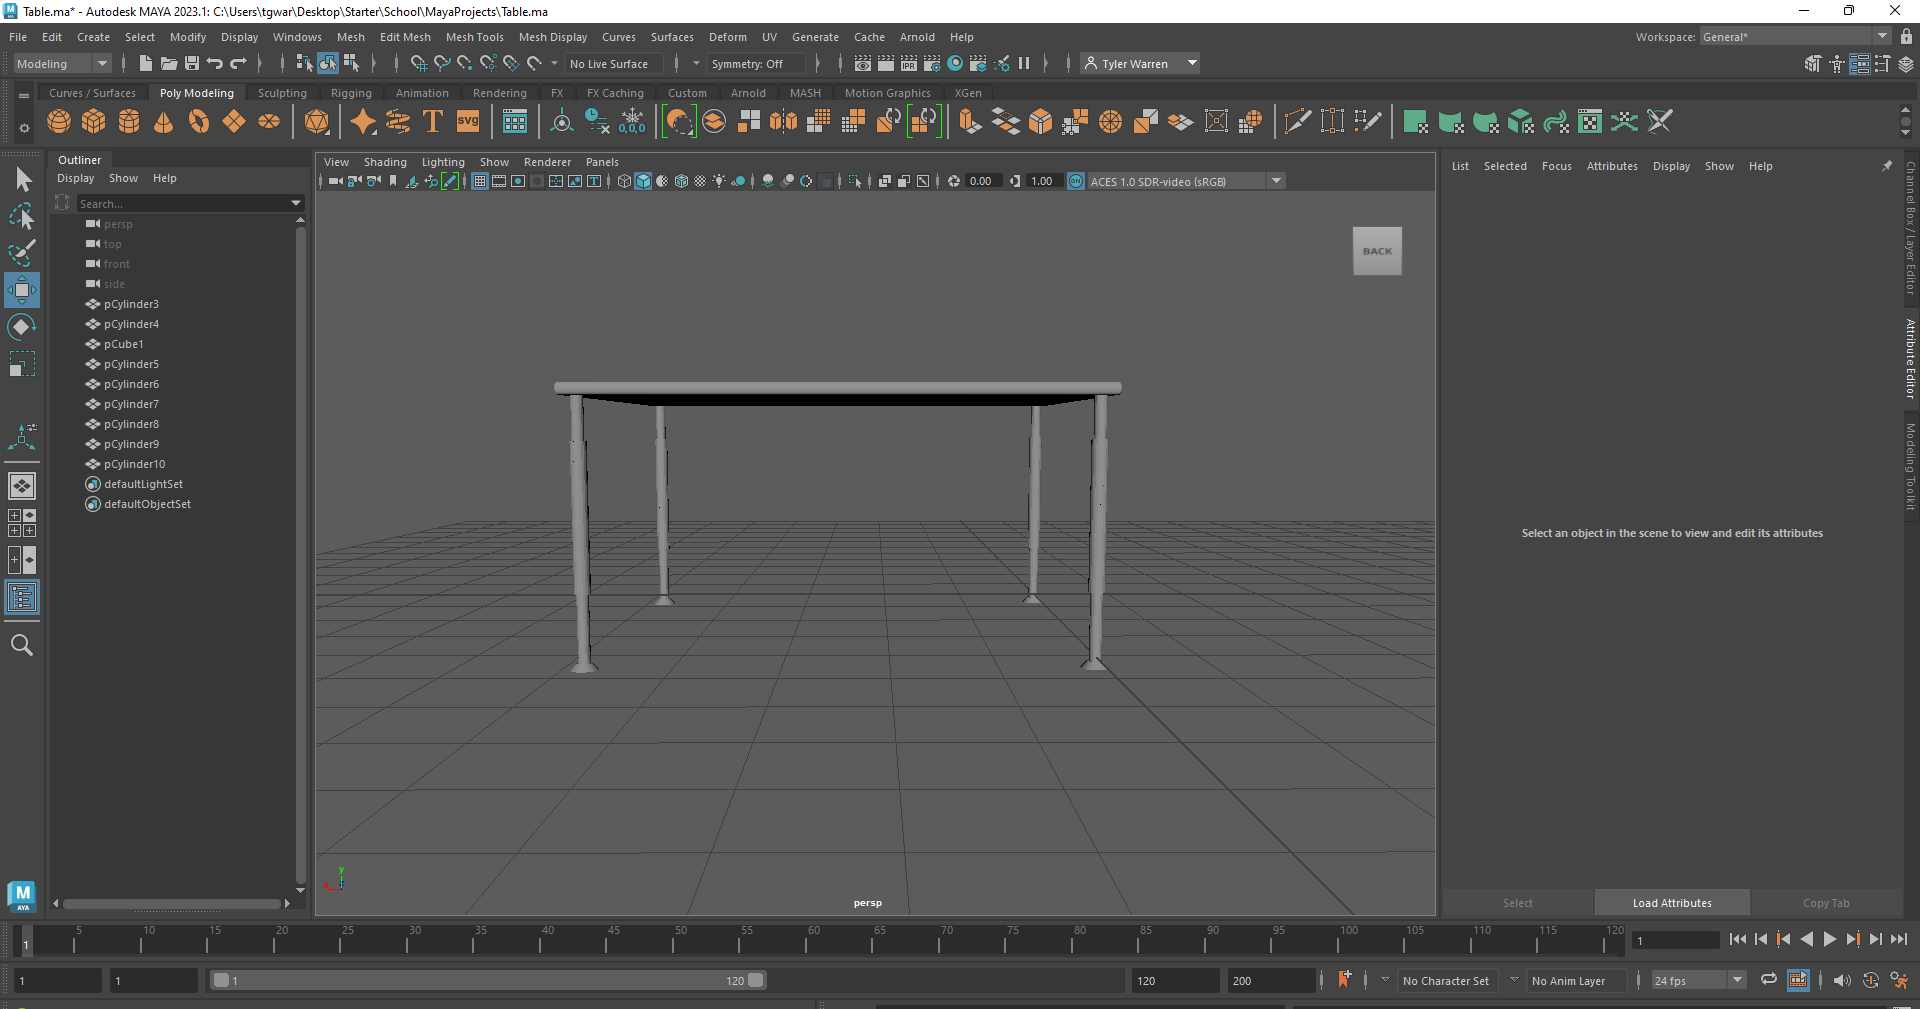 Table.ma* - Autodesk MAYA 2023.1: C:\Users\tgwar\Desktop\Starter\School\MayaProjects\Table.ma
File Edit Create Select Modify Display Windows Mesh Edit Mesh Mesh Tools Mesh Display Curves Surfaces Deform UV Generate Cache Arnold Help Workspace: General*
Modeling No Live Surface Symmetry: Off IPR Tyler Warren
Curves / Surfaces Poly Modeling Sculpting Rigging Animation Rendering FX FX Caching Custom Arnold MASH Motion Graphics XGen
T svg 0,0,0
Outliner
Display Show Help
Search...
persp
top
front
side
pCylinder3
pCylinder4
pCube1
pCylinder5
pCylinder6
pCylinder7
pCylinder8
pCylinder9
pCylinder10
defaultLightSet
defaultObjectSet
View Shading Lighting Show Renderer Panels
0.00 1.00 ON ACES 1.0 SDR-video (sRGB)
BACK
y
x
z
persp
List Selected Focus Attributes Display Show Help
Select an object in the scene to view and edit its attributes
Select Load Attributes Copy Tab
Channel Box / Layer Editor
Attribute Editor
Modeling Toolkit
M
AYA
1 5 10 15 20 25 30 35 40 45 50 55 60 65 70 75 80 85 90 95 100 105 110 115 120 1
1 1 1 120 120 200 No Character Set No Anim Layer 24 fps